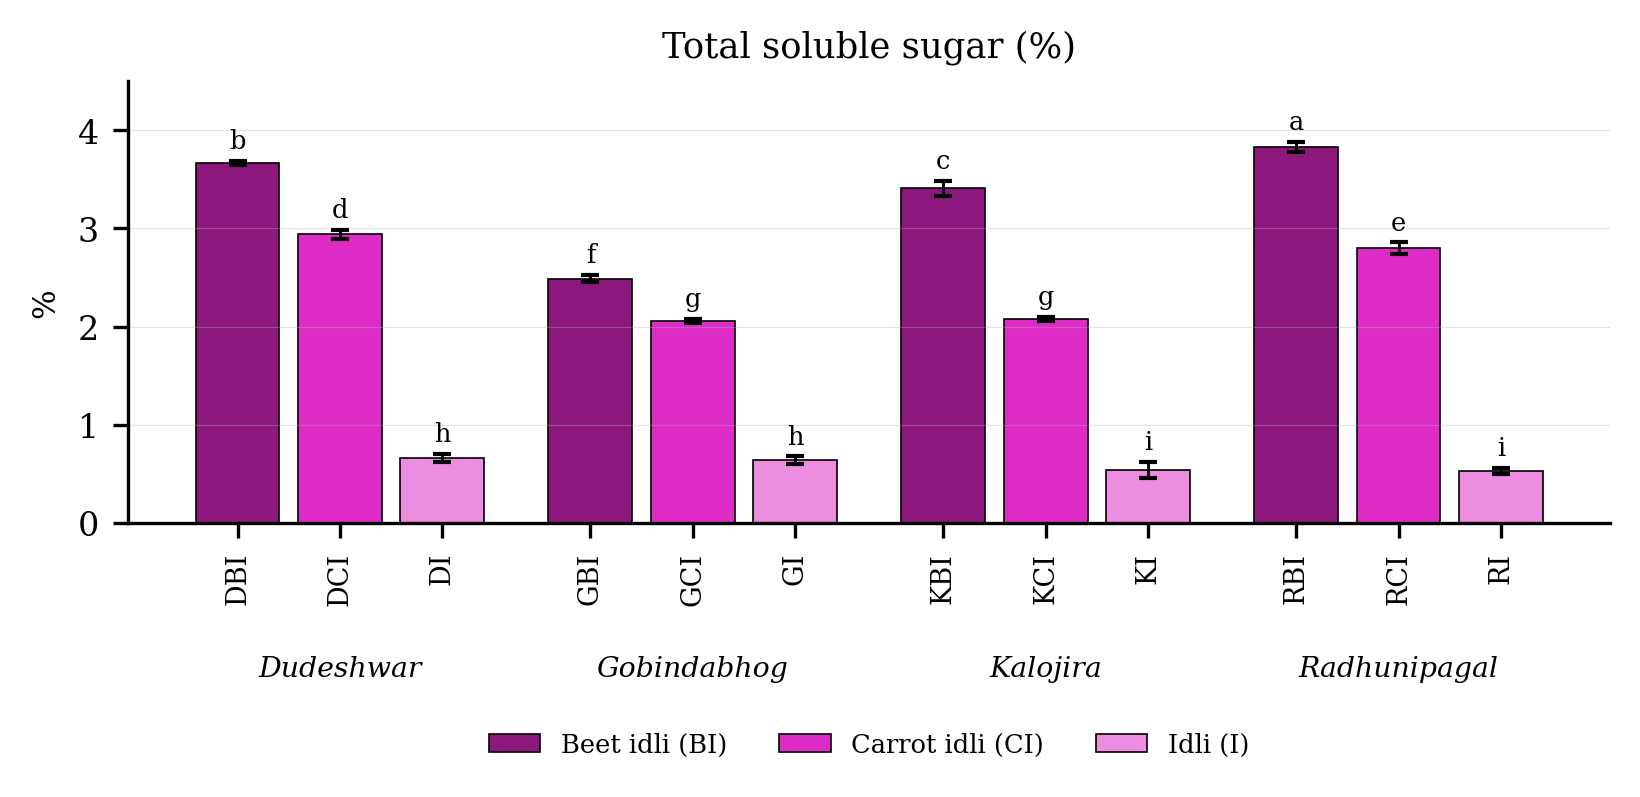 Total soluble sugar (%)
%
4
3
2
1
0
b
d
h
f
g
h
c
g
i
a
e
i
DBI
DCI
DI
GBI
GCI
GI
KBI
KCI
KI
RBI
RCI
RI
Dudeshwar
Gobindabhog
Kalojira
Radhunipagal
Beet idli (BI)
Carrot idli (CI)
Idli (I)